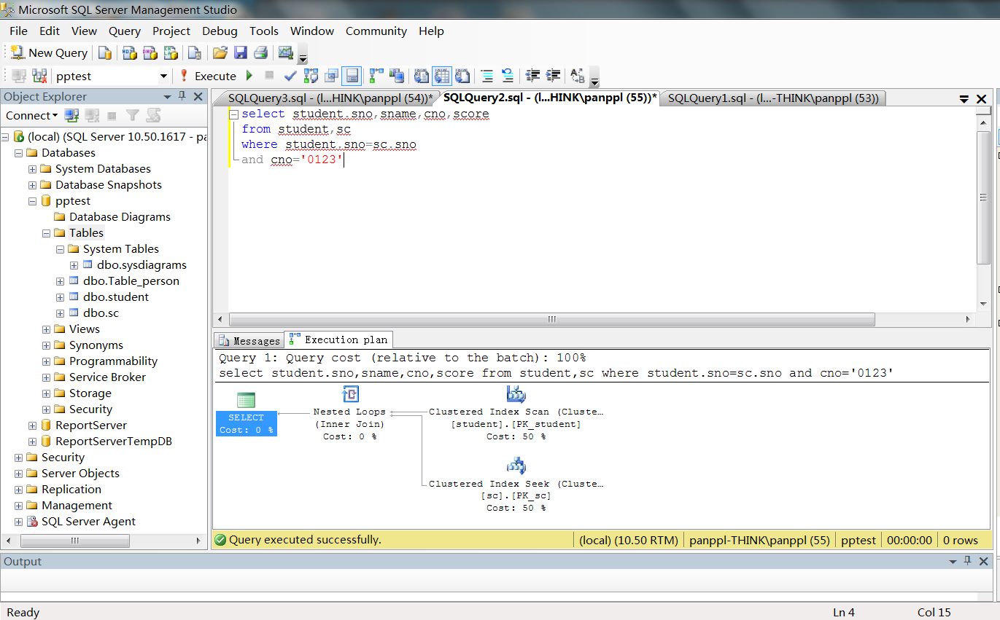 Microsoft SQL Server Management Studio
File Edit View Query Project Debug Tools Window Community Help
New Query
pptest Execute
Object Explorer
Connect
(local) (SQL Server 10.50.1617 - pa
Databases
System Databases
Database Snapshots
pptest
Database Diagrams
Tables
System Tables
dbo.sysdiagrams
dbo.Table_person
dbo.student
dbo.sc
Views
Synonyms
Programmability
Service Broker
Storage
Security
ReportServer
ReportServerTempDB
Security
Server Objects
Replication
Management
SQL Server Agent
SQLQuery3.sql - (l...HINK\panppl (54))* SQLQuery2.sql - (l...HINK\panppl (55))* SQLQuery1.sql - (l...-THINK\panppl (53))
select student.sno,sname,cno,score
from student,sc
where student.sno=sc.sno
and cno='0123'
Messages Execution plan
Query 1: Query cost (relative to the batch): 100%
select student.sno,sname,cno,score from student,sc where student.sno=sc.sno and cno='0123'
SELECT
Cost: 0 %
Nested Loops
(Inner Join)
Cost: 0 %
Clustered Index Scan (Cluste…
[student].[PK_student]
Cost: 50 %
Clustered Index Seek (Cluste…
[sc].[PK_sc]
Cost: 50 %
Query executed successfully. (local) (10.50 RTM) panppl-THINK\panppl (55) pptest 00:00:00 0 rows
Output
Ready Ln 4 Col 15